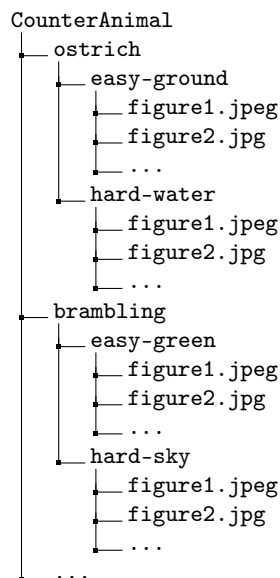 CounterAnimal
ostrich
easy-ground
figure1.jpeg
figure2.jpg
...
hard-water
figure1.jpeg
figure2.jpg
...
brambling
easy-green
figure1.jpeg
figure2.jpg
...
hard-sky
figure1.jpeg
figure2.jpg
...
...